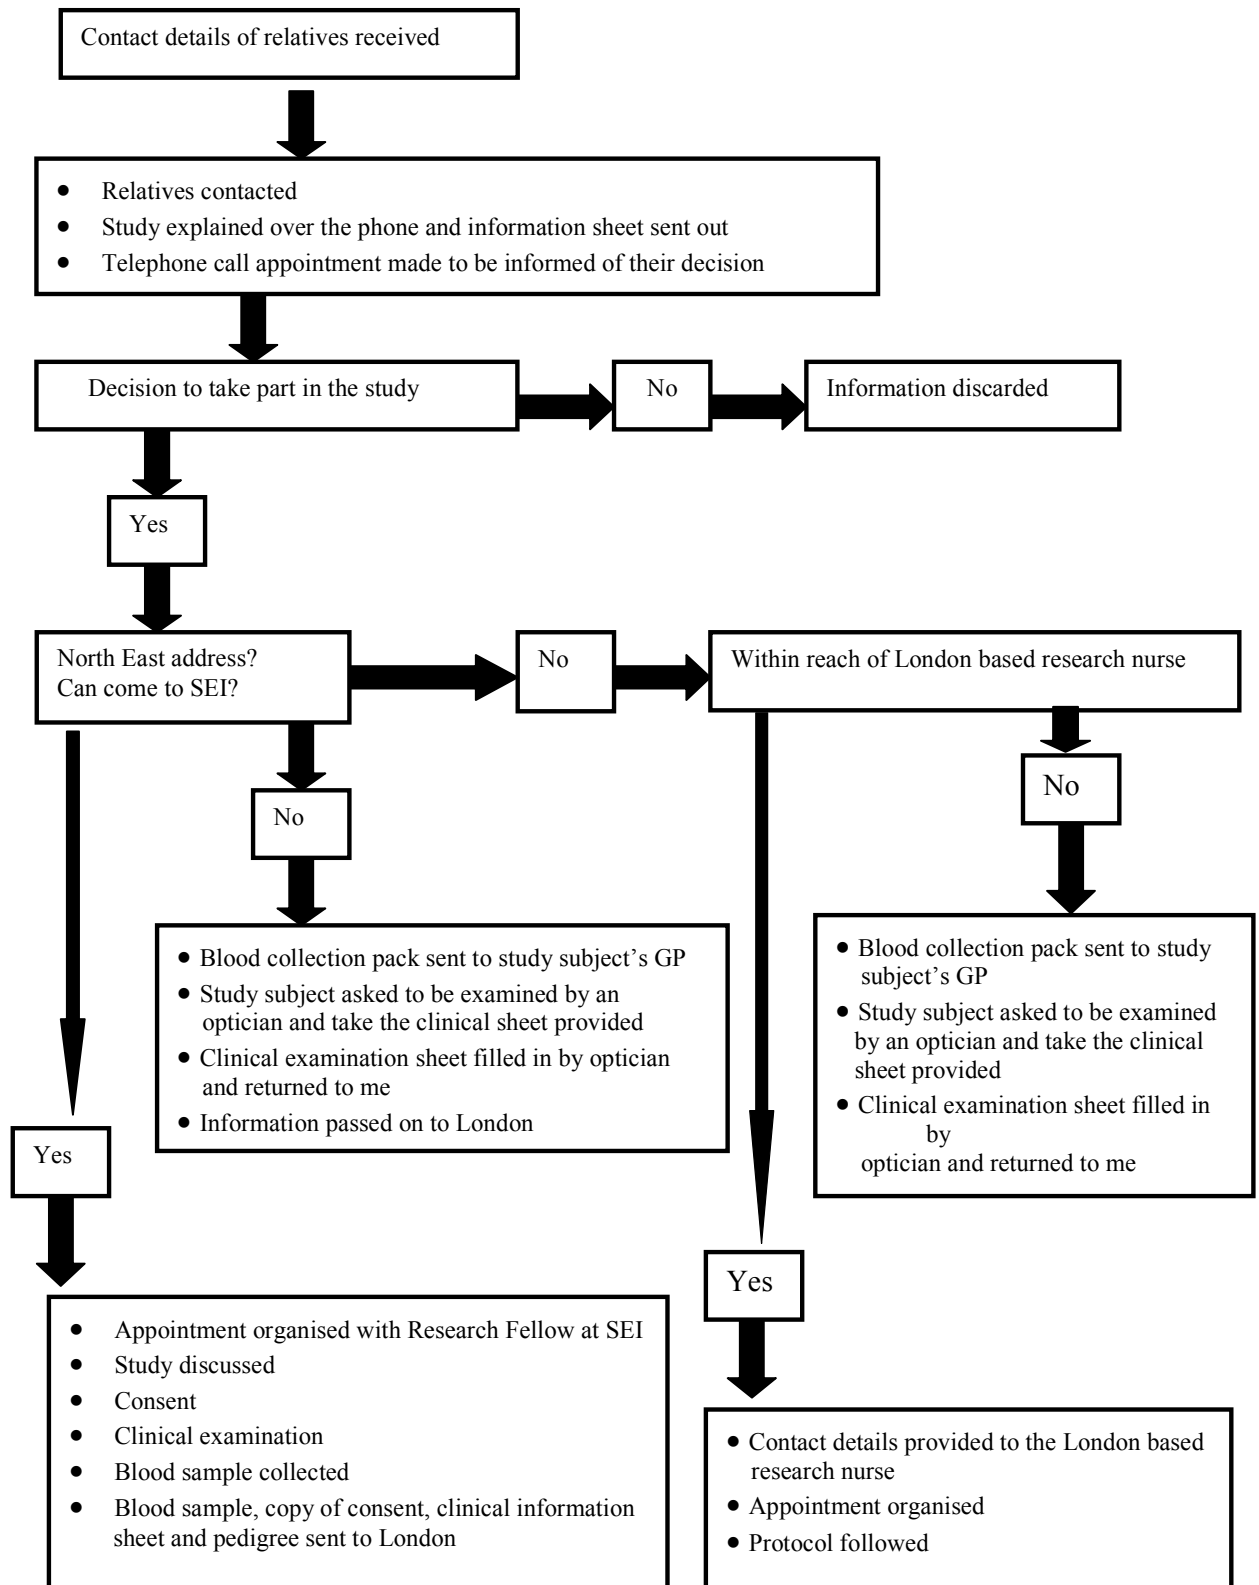 Contact details of relatives received
• Relatives contacted
• Study explained over the phone and information sheet sent out
• Telephone call appointment made to be informed of their decision
Decision to take part in the study
No
Information discarded
Yes
North East address?
Can come to SEI?
No
Within reach of London based research nurse
No
No
• Blood collection pack sent to study subject’s GP
• Study subject asked to be examined by an
optician and take the clinical sheet provided
• Clinical examination sheet filled in by optician
and returned to me
• Information passed on to London
• Blood collection pack sent to study
subject’s GP
• Study subject asked to be examined
by an optician and take the clinical
sheet provided
• Clinical examination sheet filled in
by
optician and returned to me
Yes
Yes
• Appointment organised with Research Fellow at SEI
• Study discussed
• Consent
• Clinical examination
• Blood sample collected
• Blood sample, copy of consent, clinical information
sheet and pedigree sent to London
• Contact details provided to the London based
research nurse
• Appointment organised
• Protocol followed